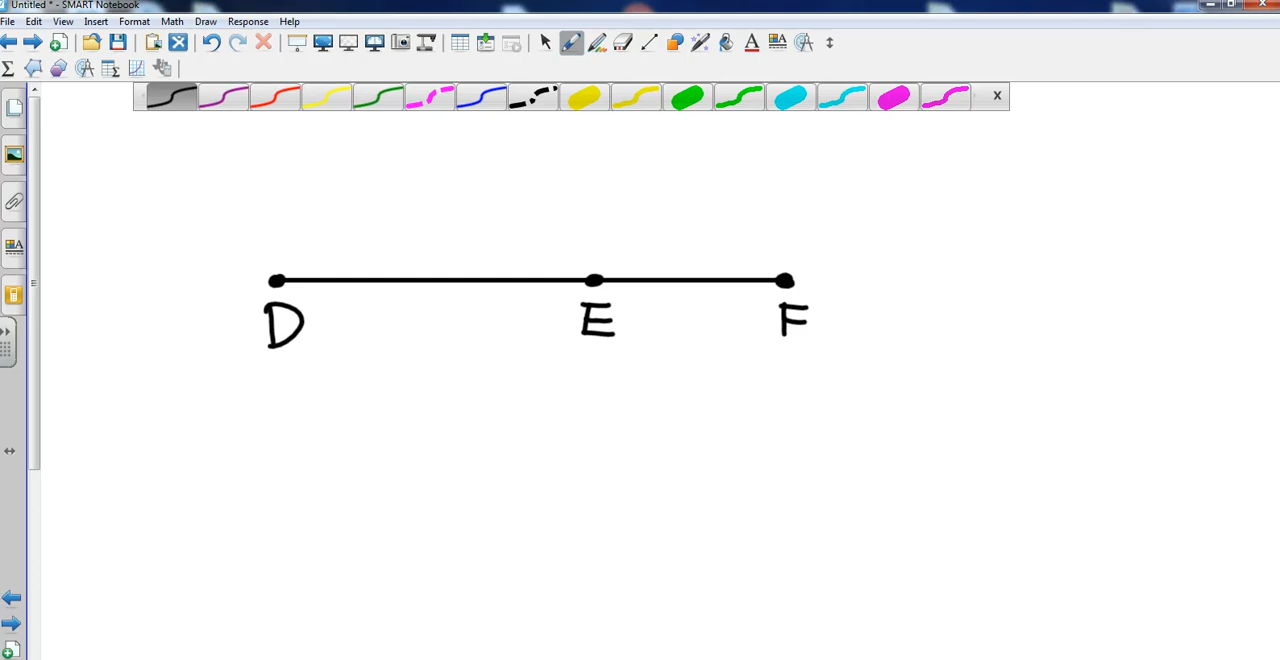 Untitled * - SMART Notebook
File Edit View Insert Format Math Draw Response Help
D E F